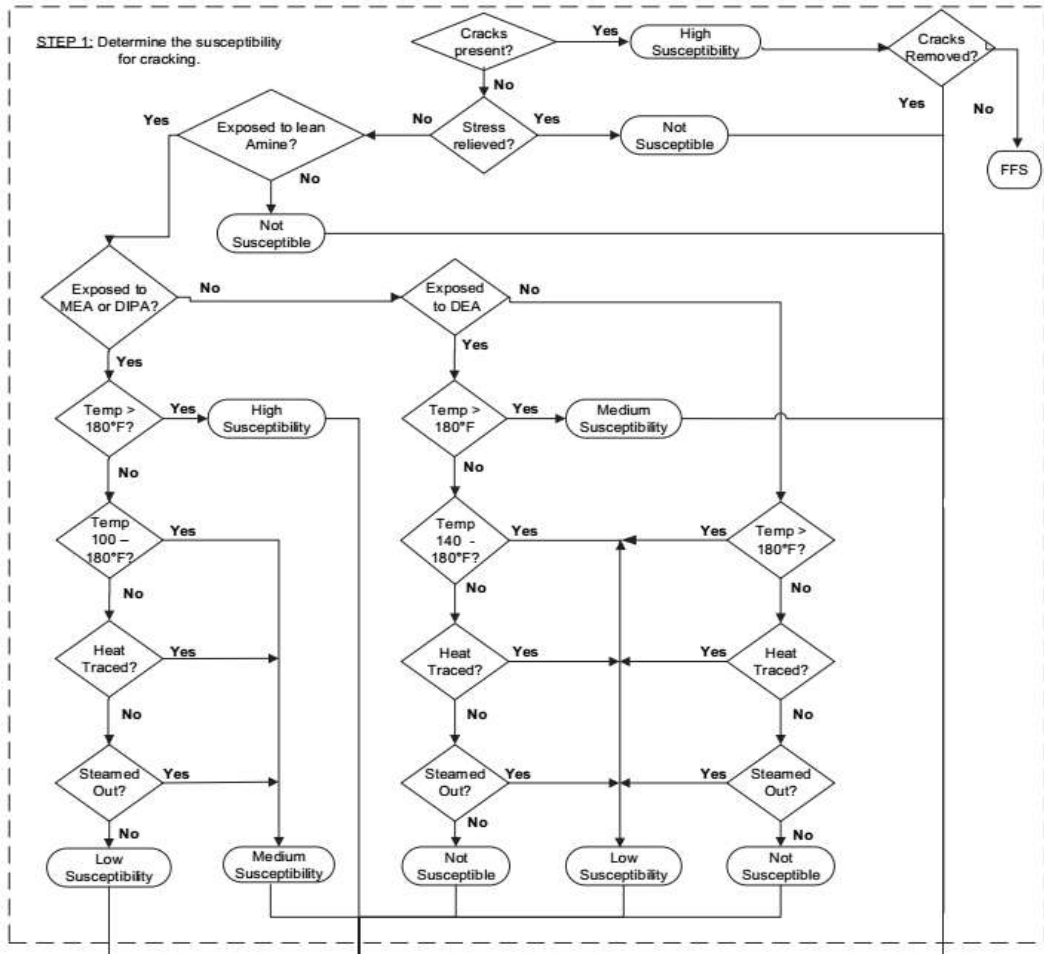 STEP 1: Determine the susceptibility
for cracking.
Cracks
present?
Yes
High
Susceptibility
Cracks
Removed?
No
Yes
No
FFS
Yes
Exposed to lean
Amine?
No
Stress
relieved?
Yes
Not
Susceptible
No
Not
Susceptible
Exposed to
MEA or DIPA?
No
Exposed
to DEA
No
Yes
Yes
Temp >
180°F?
Yes
High
Susceptibility
Temp >
180°F
Yes
Medium
Susceptibility
No
No
Temp
100 –
180°F?
Yes
Temp
140 -
180°F?
Yes
Yes
Temp >
180°F?
No
No
No
Heat
Traced?
Yes
Heat
Traced?
Yes
Yes
Heat
Traced?
No
No
No
Steamed
Out?
Yes
Steamed
Out?
Yes
Yes
Steamed
Out?
No
No
No
Low
Susceptibility
Medium
Susceptibility
Not
Susceptible
Low
Susceptibility
Not
Susceptible